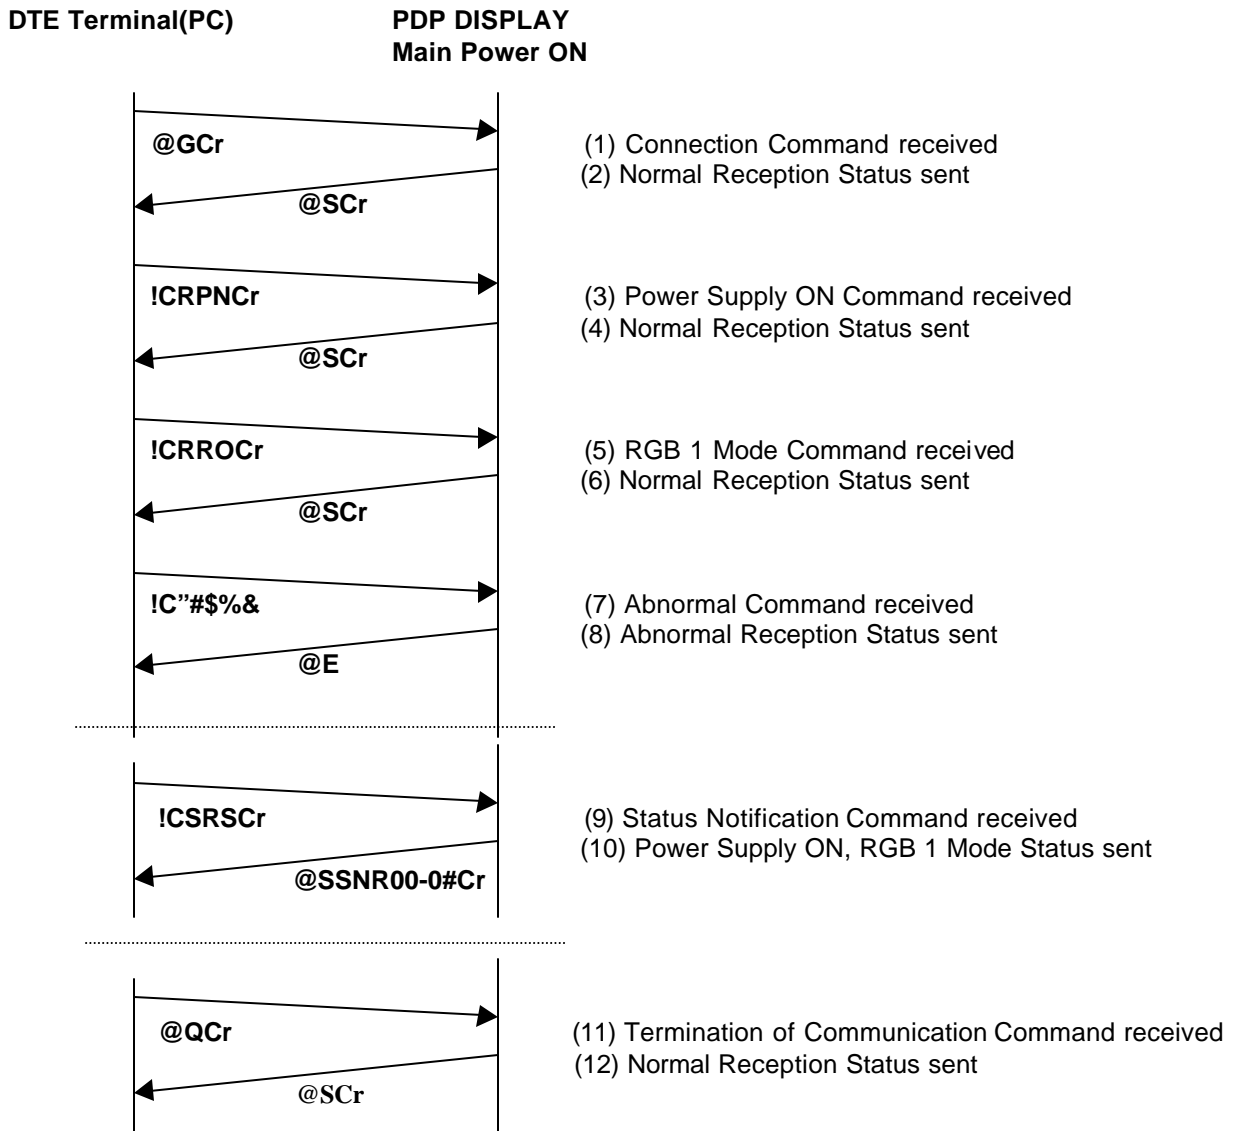 DTE Terminal(PC) PDP DISPLAY
Main Power ON
@GCr
(1) Connection Command received
(2) Normal Reception Status sent
@SCr
!CRPNCr
(3) Power Supply ON Command received
(4) Normal Reception Status sent
@SCr
!CRROCr
(5) RGB 1 Mode Command received
(6) Normal Reception Status sent
@SCr
!C”#$%&
(7) Abnormal Command received
(8) Abnormal Reception Status sent
@E
!CSRSCr
(9) Status Notification Command received
(10) Power Supply ON, RGB 1 Mode Status sent
@SSNR00-0#Cr
@QCr
(11) Termination of Communication Command received
(12) Normal Reception Status sent
@SCr